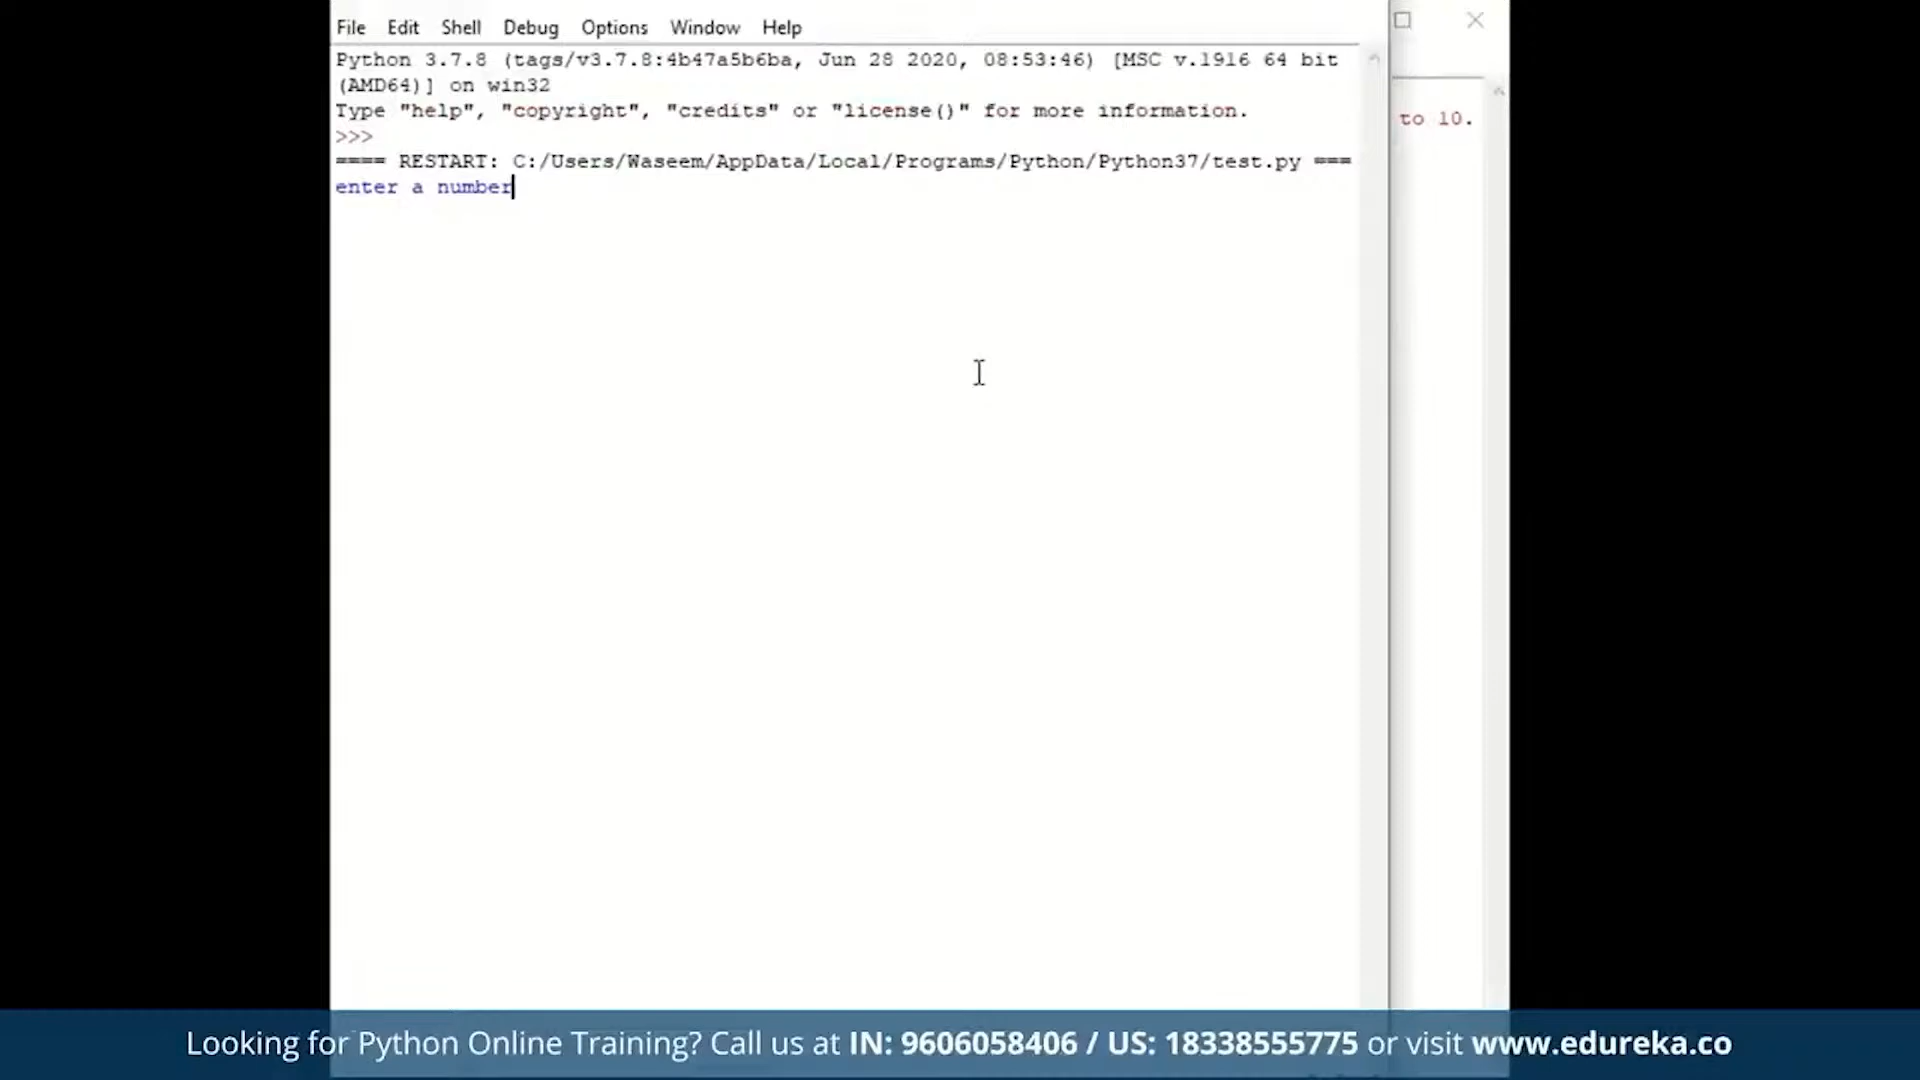 File Edit Shell Debug Options Window Help
Python 3.7.8 (tags/v3.7.8:4b47a5b6ba, Jun 28 2020, 08:53:46) [MSC v.1916 64 bit
(AMD64)] on win32
Type "help", "copyright", "credits" or "license()" for more information.
>>>
==== RESTART: C:/Users/Waseem/AppData/Local/Programs/Python/Python37/test.py ===
enter a number
to 10.
Looking for Python Online Training? Call us at IN: 9606058406 / US: 18338555775 or visit www.edureka.co